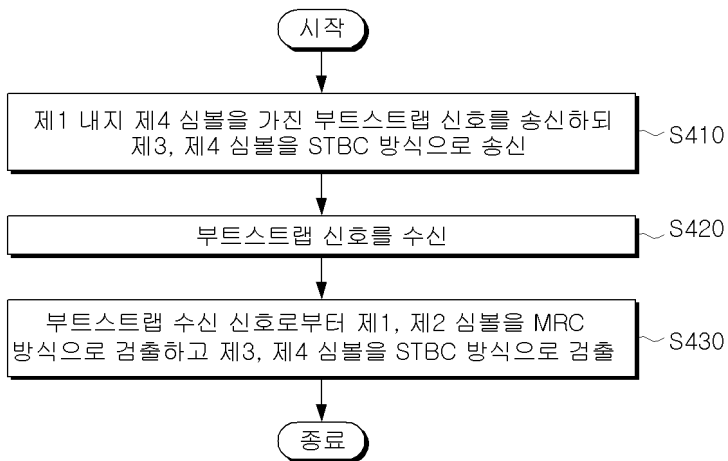 시작
제1 내지 제4 심볼을 가진 부트스트랩 신호를 송신하되
제3, 제4 심볼을 STBC 방식으로 송신
S410
부트스트랩 신호를 수신
S420
부트스트랩 수신 신호로부터 제1, 제2 심볼을 MRC
방식으로 검출하고 제3, 제4 심볼을 STBC 방식으로 검출
S430
종료